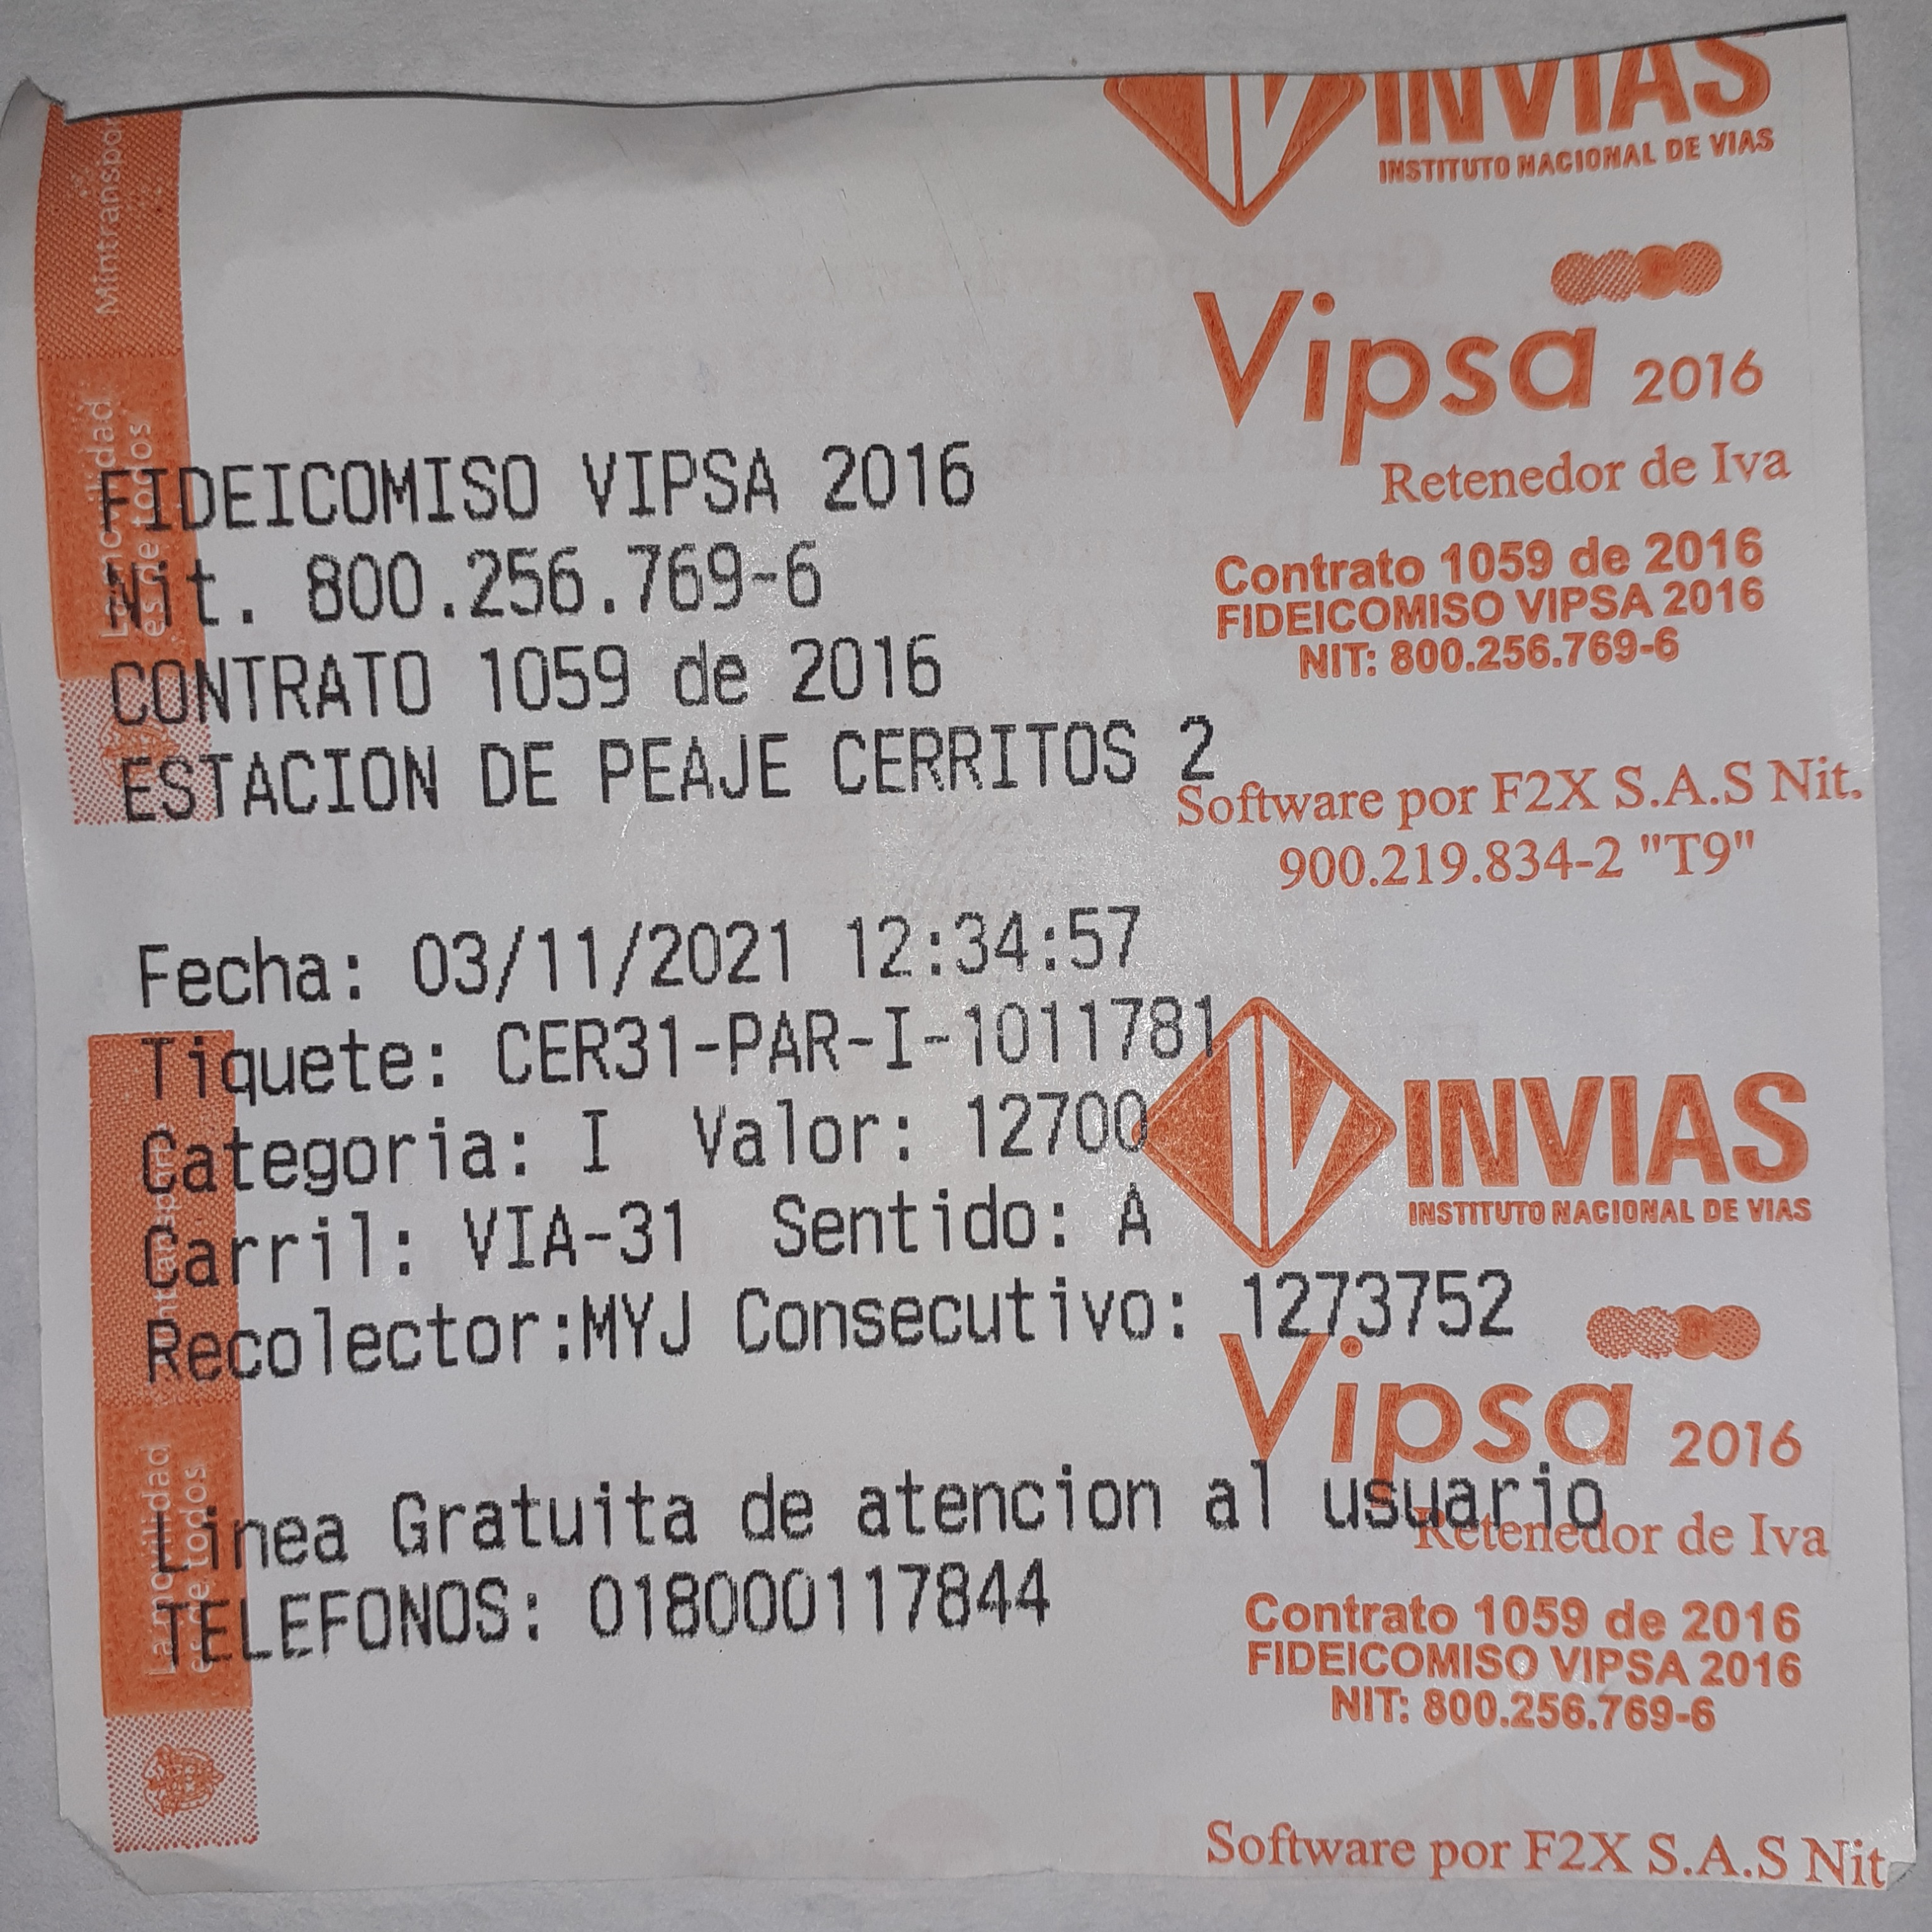 INVIAS
INSTITUTO NACIONAL DE VIAS
Mintranspo
La movilidad
es de todos
Vipsa 2016
Retenedor de Iva
Contrato 1059 de 2016
FIDEICOMISO VIPSA 2016
NIT: 800.256.769-6
Software por F2X S.A.S Nit.
900.219.834-2 "T9"
FIDEICOMISO VIPSA 2016
Nit. 800.256.769-6
CONTRATO 1059 de 2016
ESTACION DE PEAJE CERRITOS 2
Fecha: 03/11/2021 12:34:57
Tiquete: CER31-PAR-I-1011781
Categoria: I Valor: 12700
Carril: VIA-31 Sentido: A
Recolector:MYJ Consecutivo: 1273752
Linea Gratuita de atencion al usuario
TELEFONOS: 018000117844
INVIAS
INSTITUTO NACIONAL DE VIAS
La movilidad
es de todos
Vipsa 2016
Retenedor de Iva
Contrato 1059 de 2016
FIDEICOMISO VIPSA 2016
NIT: 800.256.769-6
Software por F2X S.A.S Nit